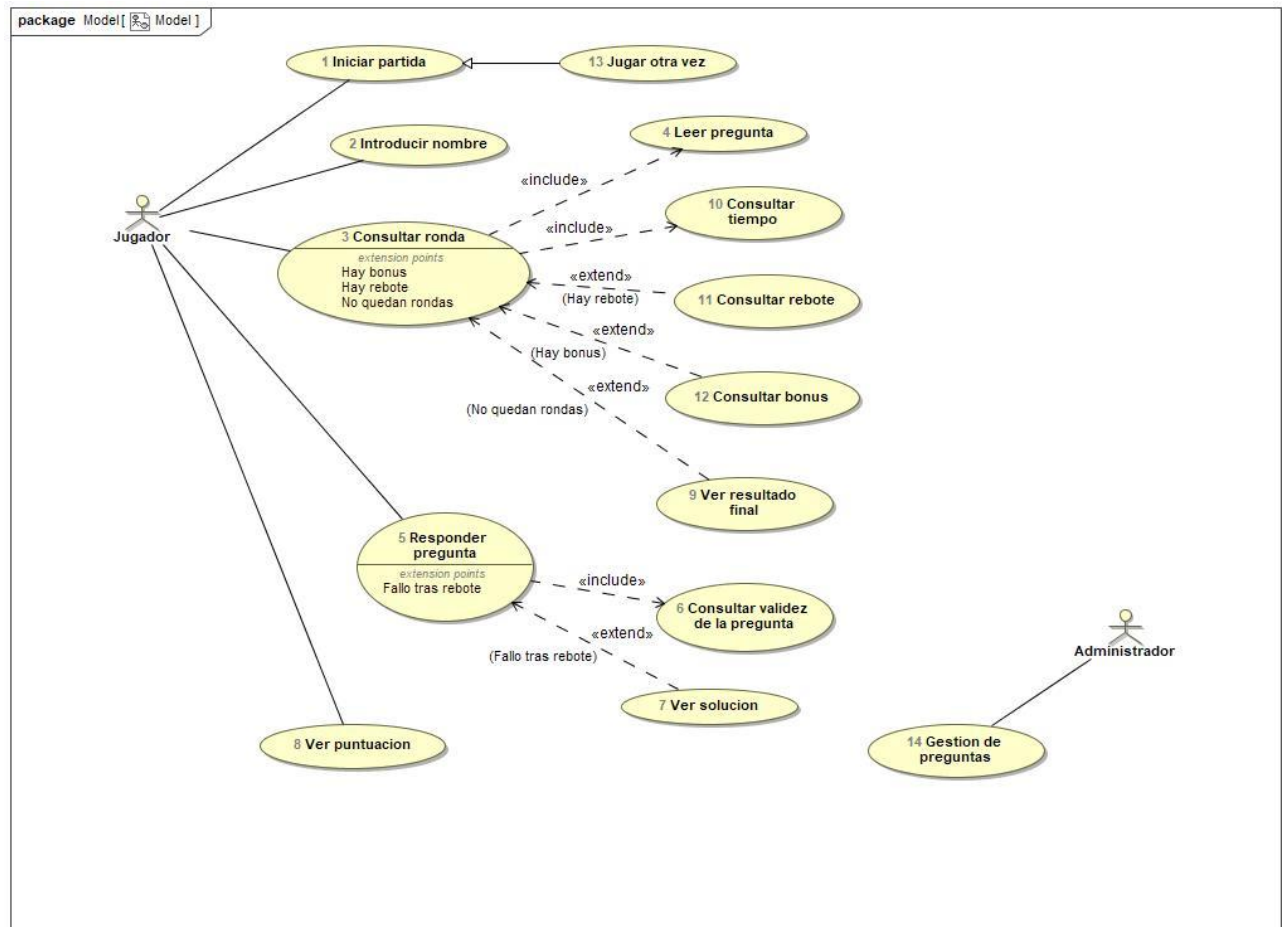 package Model [ Model ]
1 Iniciar partida
13 Jugar otra vez
2 Introducir nombre
4 Leer pregunta
«include»
10 Consultar
tiempo
«include»
Jugador
3 Consultar ronda
extension points
Hay bonus
Hay rebote
No quedan rondas
«extend»
(Hay rebote)
11 Consultar rebote
«extend»
(Hay bonus)
12 Consultar bonus
«extend»
(No quedan rondas)
9 Ver resultado
final
5 Responder
pregunta
extension points
Fallo tras rebote
«include»
6 Consultar validez
de la pregunta
«extend»
(Fallo tras rebote)
7 Ver solucion
Administrador
8 Ver puntuacion
14 Gestion de
preguntas